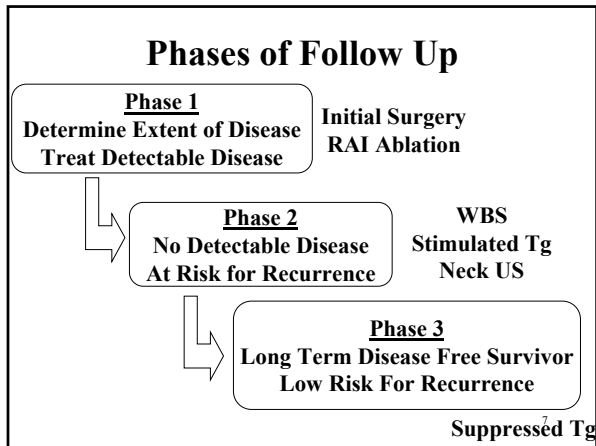 Phases of Follow Up
Phase 1
Determine Extent of Disease
Treat Detectable Disease
Initial Surgery
RAI Ablation
Phase 2
No Detectable Disease
At Risk for Recurrence
WBS
Stimulated Tg
Neck US
Phase 3
Long Term Disease Free Survivor
Low Risk For Recurrence
7
Suppressed Tg